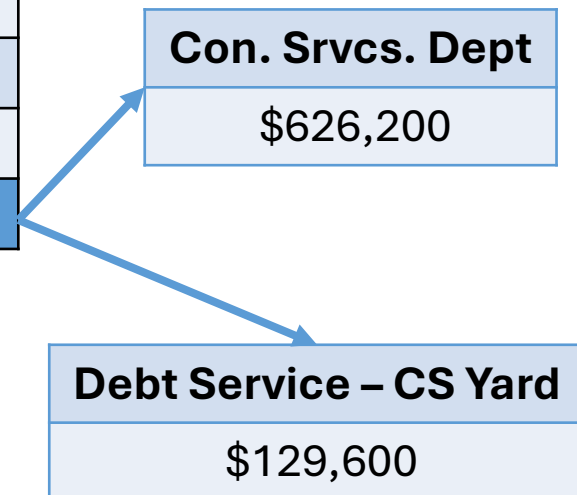 Con. Srvcs. Dept
$626,200
Debt Service – CS Yard
$129,600